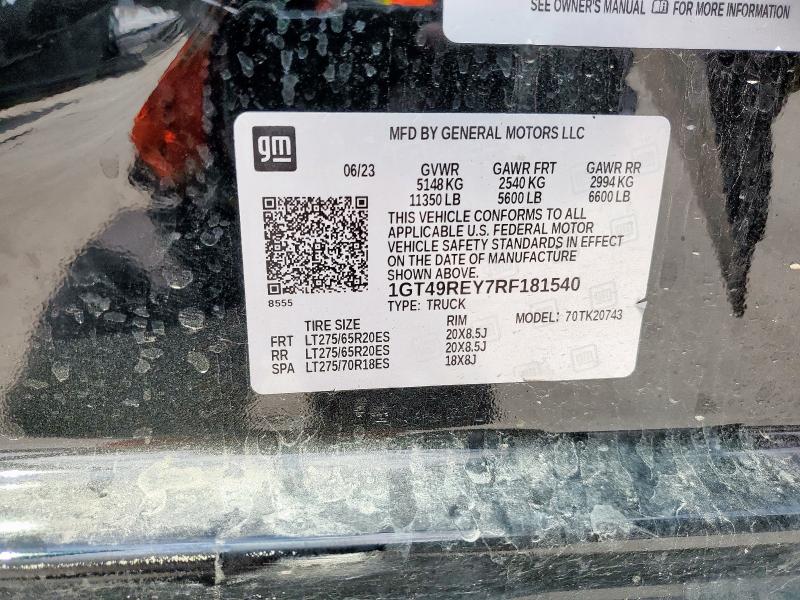 SEE OWNER'S MANUAL FOR MORE INFORMATION
gm
MFD BY GENERAL MOTORS LLC
06/23 GVWR GAWR FRT GAWR RR
5148 KG 2540 KG 2994 KG
11350 LB 5600 LB 6600 LB
THIS VEHICLE CONFORMS TO ALL
APPLICABLE U.S. FEDERAL MOTOR
VEHICLE SAFETY STANDARDS IN EFFECT
ON THE DATE OF MANUFACTURE
SHOWN ABOVE.
8555
1GT49REY7RF181540
TYPE: TRUCK
MODEL: 70TK20743
TIRE SIZE RIM
FRT LT275/65R20ES 20X8.5J
RR LT275/65R20ES 20X8.5J
SPA LT275/70R18ES 18X8J